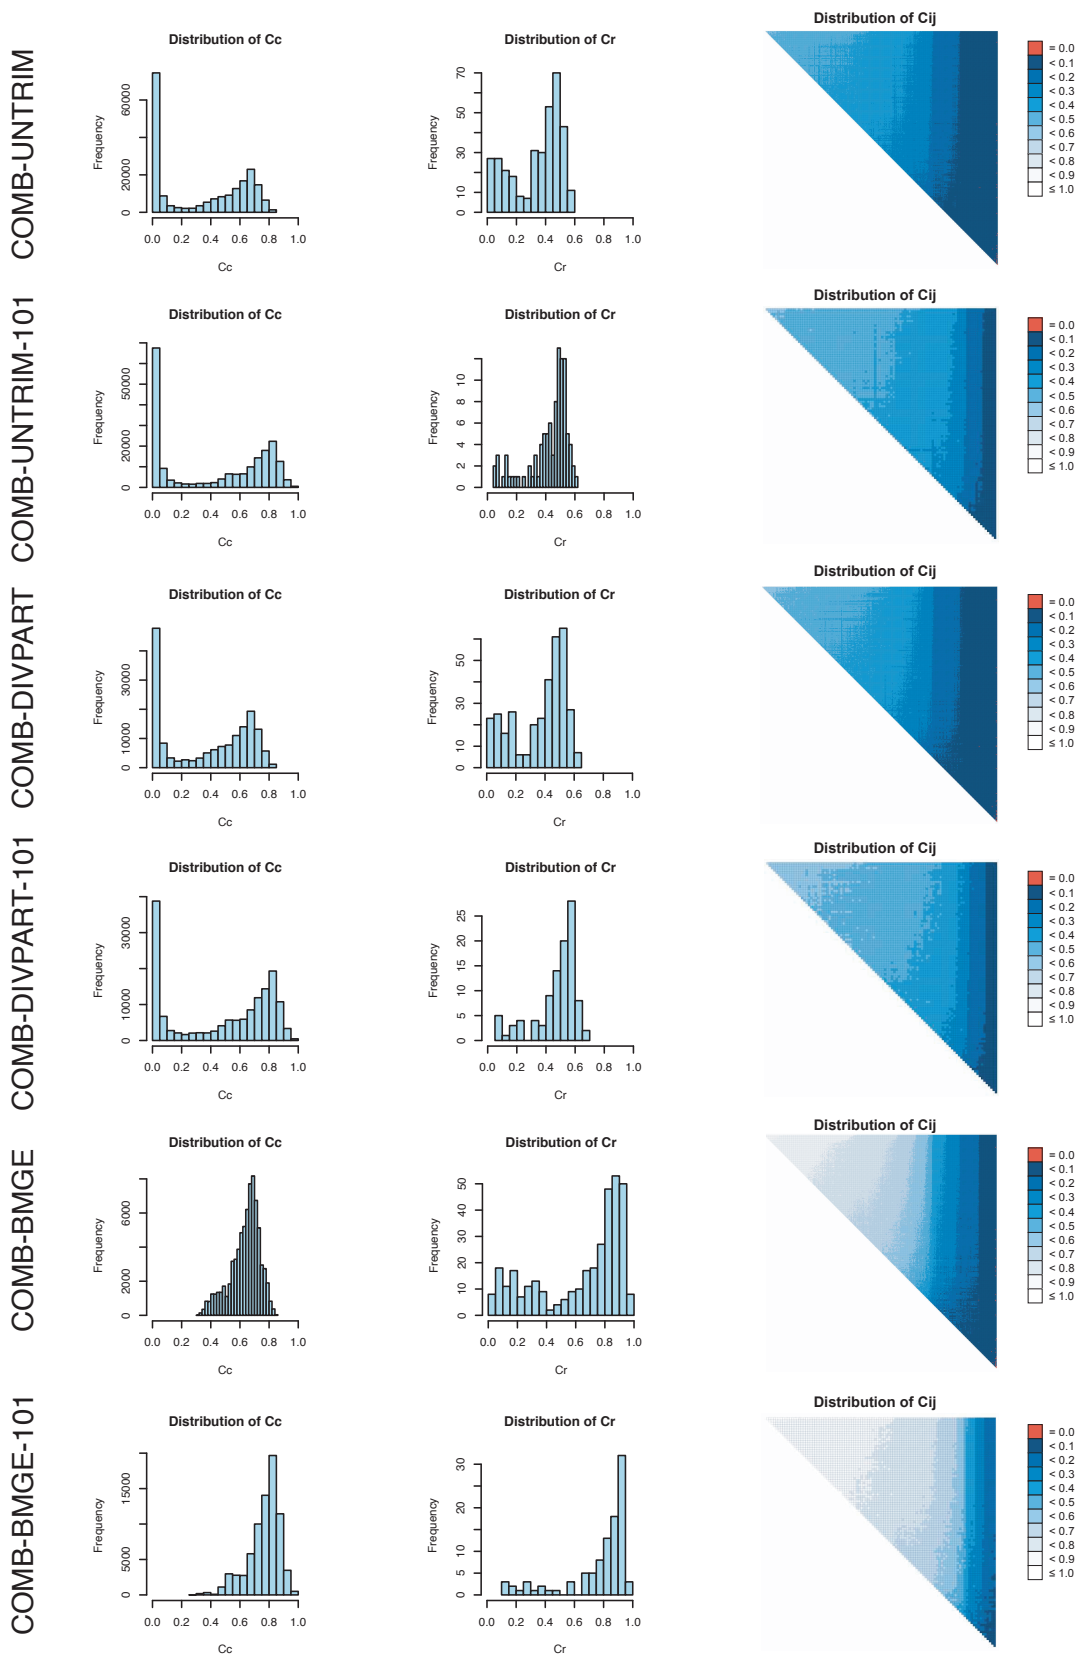 COMB-UNTRIM
Distribution of Cc
Frequency
0 20000 60000
0.0 0.2 0.4 0.6 0.8 1.0
Cc
Distribution of Cr
Frequency
0 10 30 50 70
0.0 0.2 0.4 0.6 0.8 1.0
Cr
Distribution of Cij
= 0.0
< 0.1
< 0.2
< 0.3
< 0.4
< 0.5
< 0.6
< 0.7
< 0.8
< 0.9
≤ 1.0
COMB-UNTRIM-101
Distribution of Cc
Frequency
0 20000 50000
0.0 0.2 0.4 0.6 0.8 1.0
Cc
Distribution of Cr
Frequency
0 2 4 6 8 12
0.0 0.2 0.4 0.6 0.8 1.0
Cr
Distribution of Cij
= 0.0
< 0.1
< 0.2
< 0.3
< 0.4
< 0.5
< 0.6
< 0.7
< 0.8
< 0.9
≤ 1.0
COMB-DIVPART
Distribution of Cc
Frequency
0 10000 30000
0.0 0.2 0.4 0.6 0.8 1.0
Cc
Distribution of Cr
Frequency
0 10 30 50
0.0 0.2 0.4 0.6 0.8 1.0
Cr
Distribution of Cij
= 0.0
< 0.1
< 0.2
< 0.3
< 0.4
< 0.5
< 0.6
< 0.7
< 0.8
< 0.9
≤ 1.0
COMB-DIVPART-101
Distribution of Cc
Frequency
0 10000 30000
0.0 0.2 0.4 0.6 0.8 1.0
Cc
Distribution of Cr
Frequency
0 5 10 15 20 25
0.0 0.2 0.4 0.6 0.8 1.0
Cr
Distribution of Cij
= 0.0
< 0.1
< 0.2
< 0.3
< 0.4
< 0.5
< 0.6
< 0.7
< 0.8
< 0.9
≤ 1.0
COMB-BMGE
Distribution of Cc
Frequency
0 2000 6000
0.0 0.2 0.4 0.6 0.8 1.0
Cc
Distribution of Cr
Frequency
0 10 20 30 40 50
0.0 0.2 0.4 0.6 0.8 1.0
Cr
Distribution of Cij
= 0.0
< 0.1
< 0.2
< 0.3
< 0.4
< 0.5
< 0.6
< 0.7
< 0.8
< 0.9
≤ 1.0
COMB-BMGE-101
Distribution of Cc
Frequency
0 5000 15000
0.0 0.2 0.4 0.6 0.8 1.0
Cc
Distribution of Cr
Frequency
0 5 10 20 30
0.0 0.2 0.4 0.6 0.8 1.0
Cr
Distribution of Cij
= 0.0
< 0.1
< 0.2
< 0.3
< 0.4
< 0.5
< 0.6
< 0.7
< 0.8
< 0.9
≤ 1.0